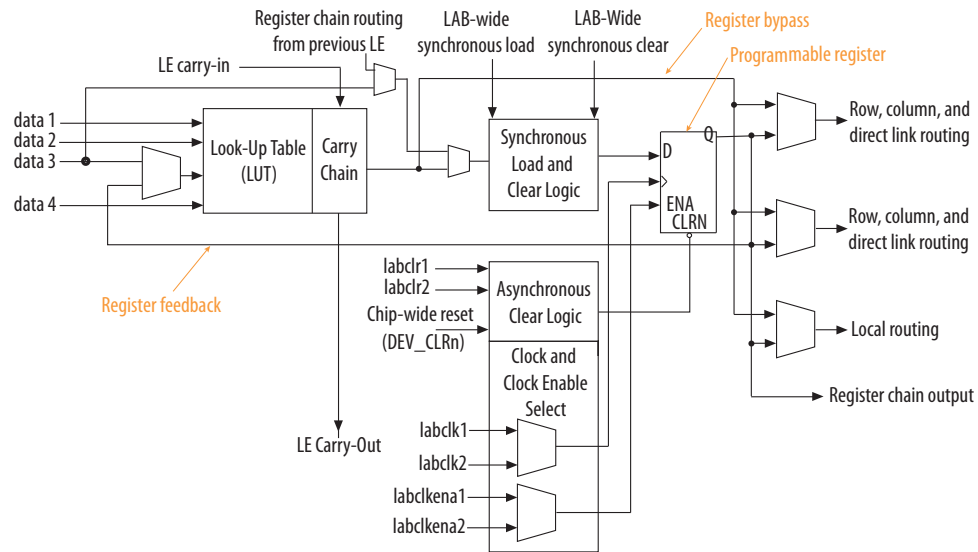 Register chain routing
from previous LE
LAB-wide
synchronous load
LAB-Wide
synchronous clear
Register bypass
Programmable register
LE carry-in
data 1
data 2
data 3
data 4
Look-Up Table
(LUT)
Carry
Chain
Synchronous
Load and
Clear Logic
D
Q
ENA
CLRN
Row, column, and
direct link routing
Row, column, and
direct link routing
Register feedback
labclr1
labclr2
Chip-wide reset
(DEV_CLRn)
Asynchronous
Clear Logic
Clock and
Clock Enable
Select
Local routing
Register chain output
LE Carry-Out
labclk1
labclk2
labclkena1
labclkena2